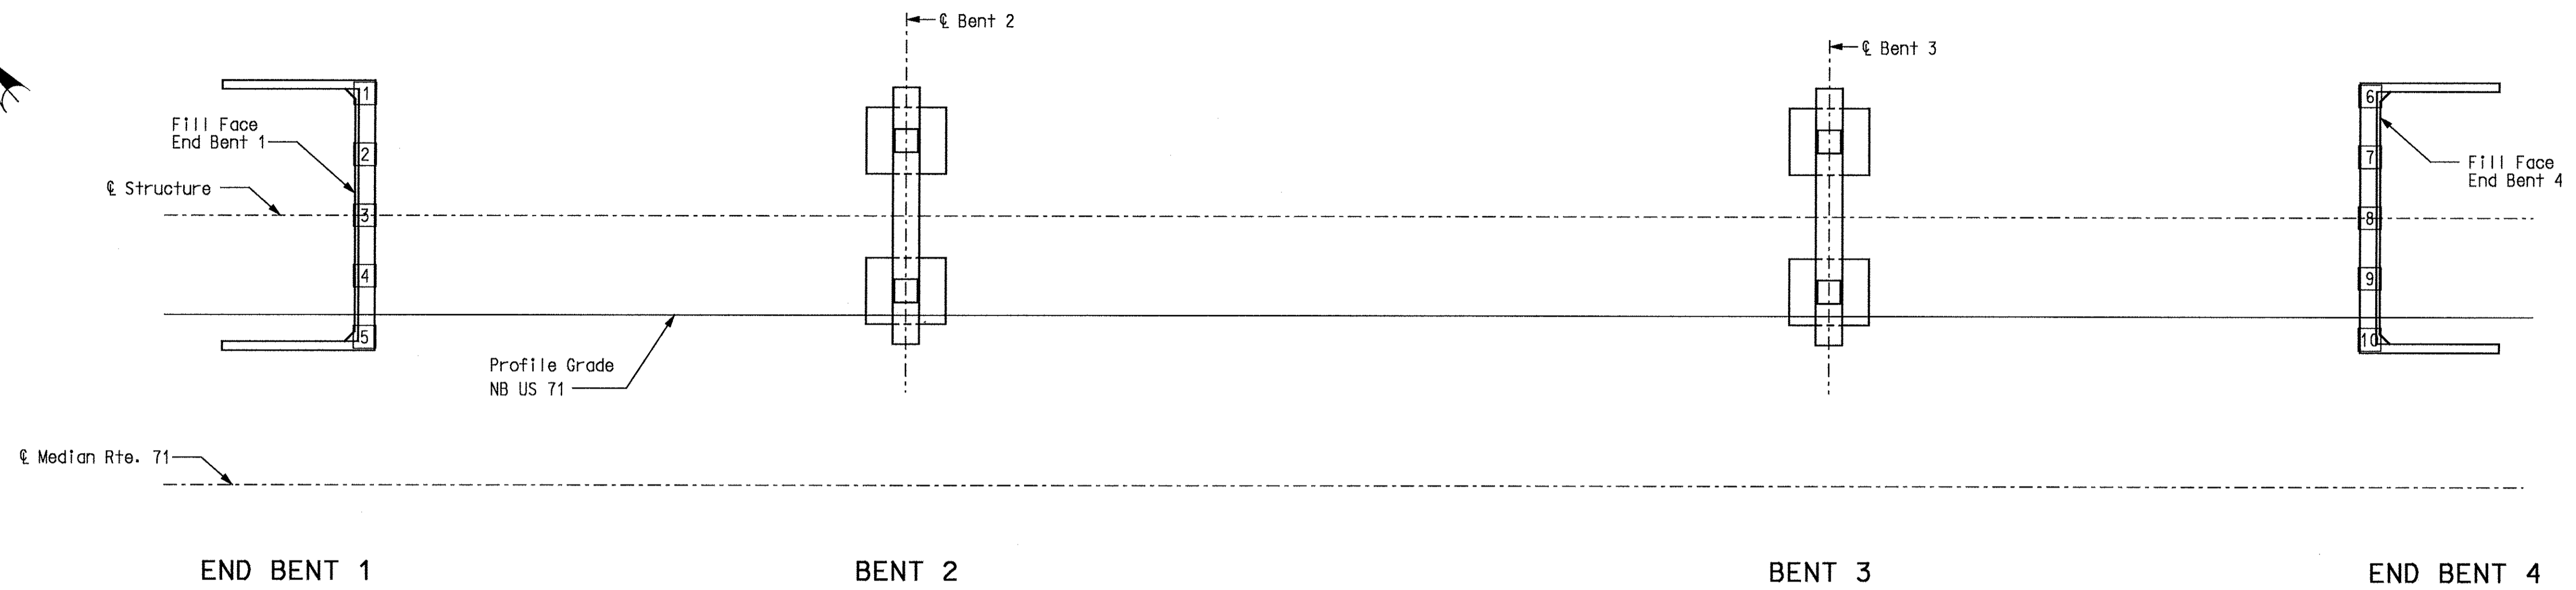 ℄ Bent 2
℄ Bent 3
1
6
Fill Face
End Bent 1
2
7
Fill Face
End Bent 4
℄ Structure
3
8
4
9
5
10
Profile Grade
NB US 71
℄ Median Rte. 71
END BENT 1
BENT 2
BENT 3
END BENT 4